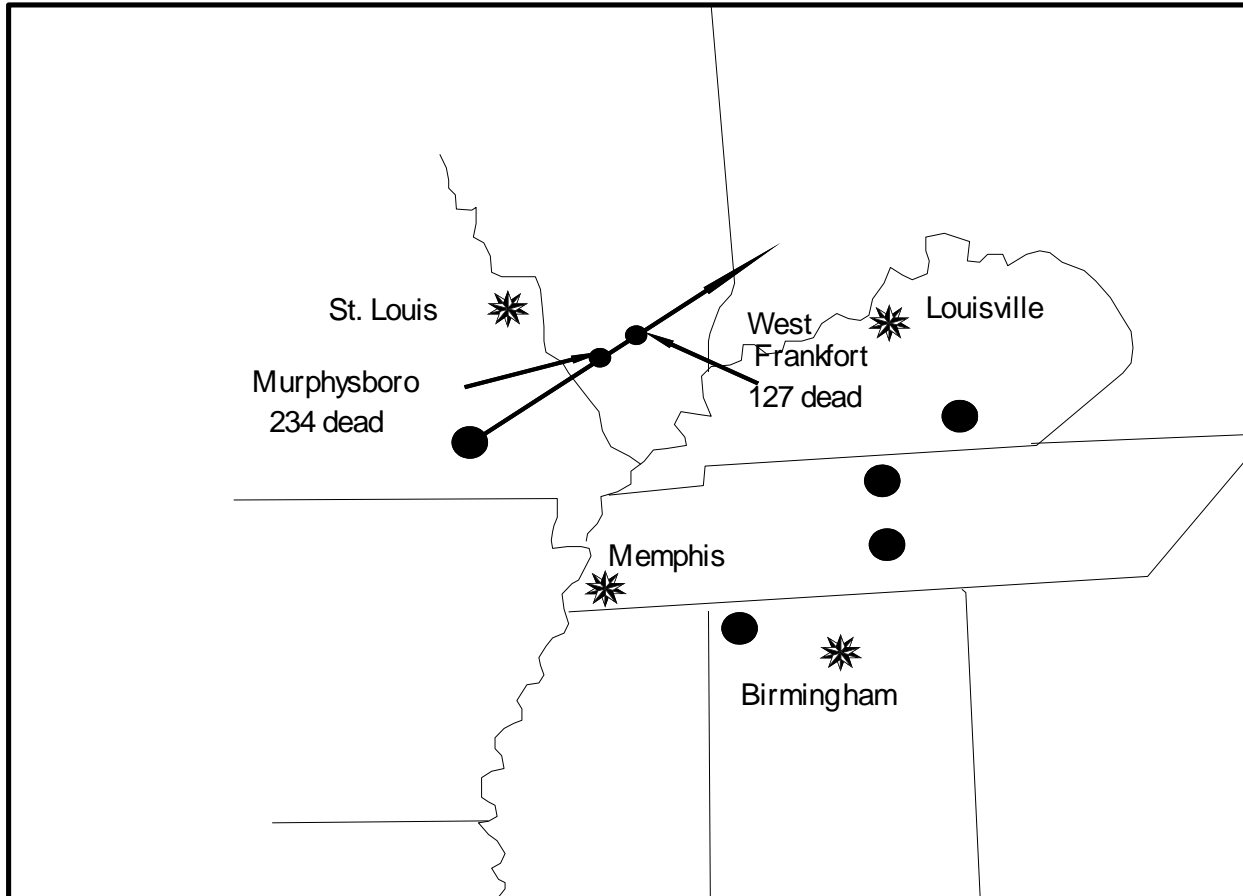 St. Louis
Louisville
West
Frankfort
127 dead
Murphysboro
234 dead
Memphis
Birmingham